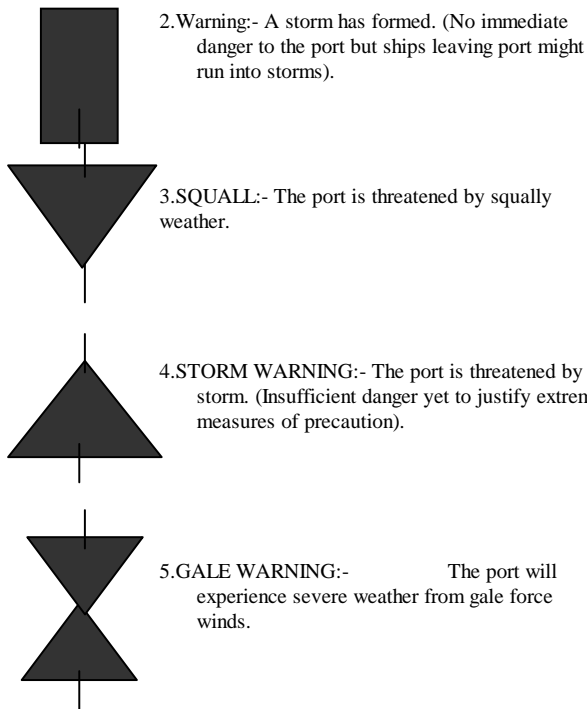 2.Warning:- A storm has formed. (No immediate
danger to the port but ships leaving port might
run into storms).
3.SQUALL:- The port is threatened by squally
weather.
4.STORM WARNING:- The port is threatened by
storm. (Insufficient danger yet to justify extren
measures of precaution).
5.GALE WARNING:- The port will
experience severe weather from gale force
winds.